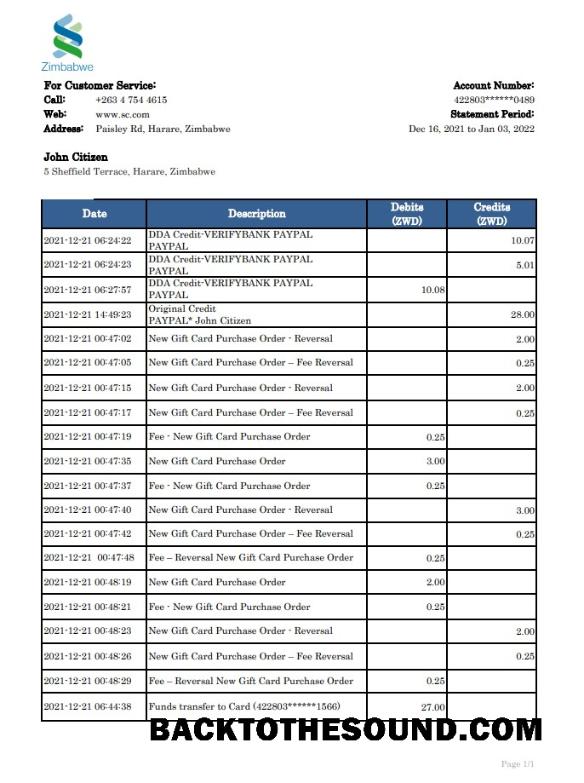 Zimbabwe
For Customer Service:
Call: +263 4 754 4615
Web: www.sc.com
Address: Paisley Rd, Harare, Zimbabwe
Account Number:
422803******0489
Statement Period:
Dec 16, 2021 to Jan 03, 2022
John Citizen
5 Sheffield Terrace, Harare, Zimbabwe
Date Description Debits (ZWD) Credits (ZWD)
2021-12-21 06:24:22 DDA Credit-VERIFYBANK PAYPAL
PAYPAL 10.07
2021-12-21 06:24:23 DDA Credit-VERIFYBANK PAYPAL
PAYPAL 5.01
2021-12-21 06:27:57 DDA Credit-VERIFYBANK PAYPAL
PAYPAL 10.08
2021-12-21 14:49:23 Original Credit
PAYPAL* John Citizen 28.00
2021-12-21 00:47:02 New Gift Card Purchase Order - Reversal 2.00
2021-12-21 00:47:05 New Gift Card Purchase Order – Fee Reversal 0.25
2021-12-21 00:47:15 New Gift Card Purchase Order - Reversal 2.00
2021-12-21 00:47:17 New Gift Card Purchase Order – Fee Reversal 0.25
2021-12-21 00:47:19 Fee - New Gift Card Purchase Order 0.25
2021-12-21 00:47:35 New Gift Card Purchase Order 3.00
2021-12-21 00:47:37 Fee - New Gift Card Purchase Order 0.25
2021-12-21 00:47:40 New Gift Card Purchase Order - Reversal 3.00
2021-12-21 00:47:42 New Gift Card Purchase Order – Fee Reversal 0.25
2021-12-21 00:47:48 Fee – Reversal New Gift Card Purchase Order 0.25
2021-12-21 00:48:19 New Gift Card Purchase Order 2.00
2021-12-21 00:48:21 Fee - New Gift Card Purchase Order 0.25
2021-12-21 00:48:23 New Gift Card Purchase Order - Reversal 2.00
2021-12-21 00:48:26 New Gift Card Purchase Order – Fee Reversal 0.25
2021-12-21 00:48:29 Fee – Reversal New Gift Card Purchase Order 0.25
2021-12-21 06:44:38 Funds transfer to Card (422803******1566) 27.00
BACKTOTHESOUND.COM
Page 1/1